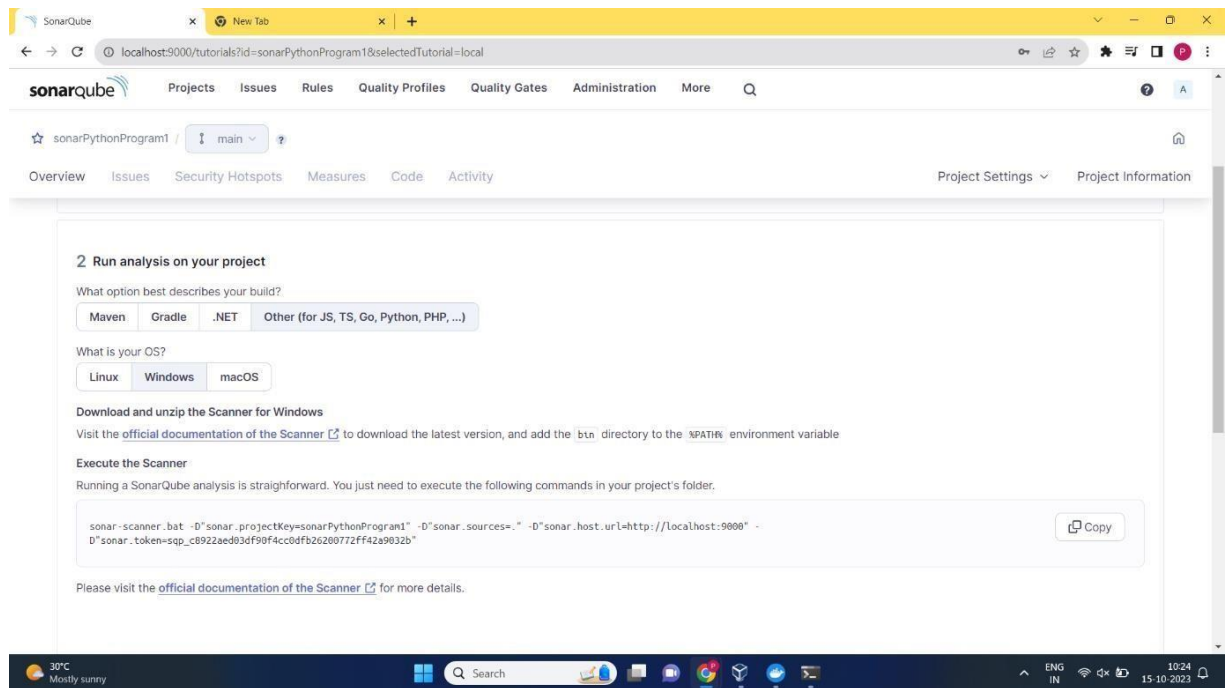 SonarQube
New Tab
localhost:9000/tutorials?id=sonarPythonProgram1&selectedTutorial=local
P
sonarqube Projects Issues Rules Quality Profiles Quality Gates Administration More ? A
sonarPythonProgram1 / main ?
Overview Issues Security Hotspots Measures Code Activity Project Settings Project Information
2 Run analysis on your project
What option best describes your build?
Maven Gradle .NET Other (for JS, TS, Go, Python, PHP, ...)
What is your OS?
Linux Windows macOS
Download and unzip the Scanner for Windows
Visit the official documentation of the Scanner to download the latest version, and add the bin directory to the %PATH% environment variable
Execute the Scanner
Running a SonarQube analysis is straighforward. You just need to execute the following commands in your project's folder.
sonar-scanner.bat -D"sonar.projectKey=sonarPythonProgram1" -D"sonar.sources=." -D"sonar.host.url=http://localhost:9000" -
D"sonar.token=sqp_c8922aed03df90f4cc0dfb26200772ff42a9032b"
Copy
Please visit the official documentation of the Scanner for more details.
30°C
Mostly sunny
Search
ENG
IN
10:24
15-10-2023